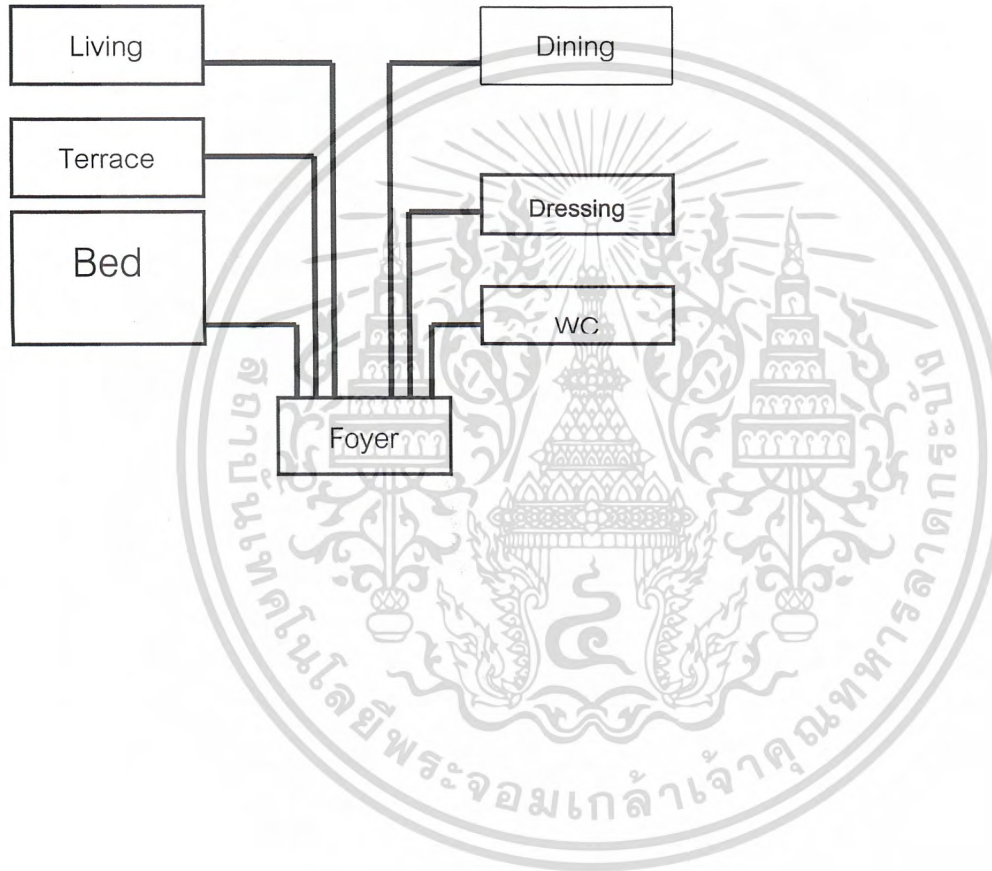 Living
Dining
Terrace
Dressing
Bed
WC
Foyer
สถาบันเทคโนโลยีพระจอมเกล้าเจ้าคุณทหารลาดกระบัง
๔